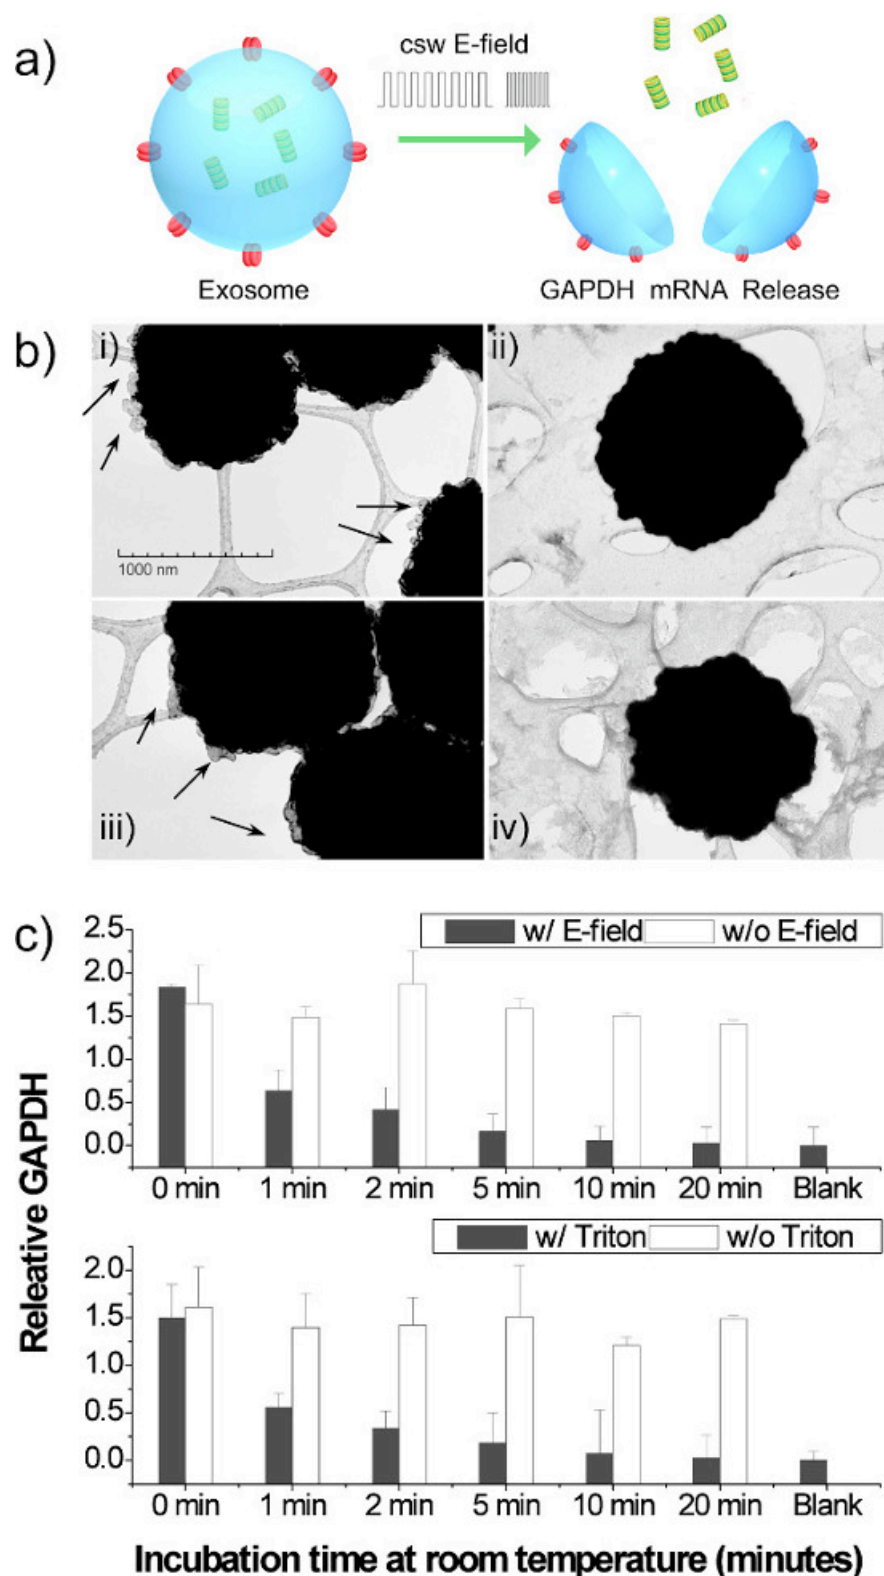 a)
csw E-field
Exosome
GAPDH mRNA Release
b)
i)
ii)
1000 nm
iii)
iv)
c)
Releative GAPDH
w/ E-field w/o E-field
2.5
2.0
1.5
1.0
0.5
0.0
0 min 1 min 2 min 5 min 10 min 20 min Blank
w/ Triton w/o Triton
2.0
1.5
1.0
0.5
0.0
0 min 1 min 2 min 5 min 10 min 20 min Blank
Incubation time at room temperature (minutes)